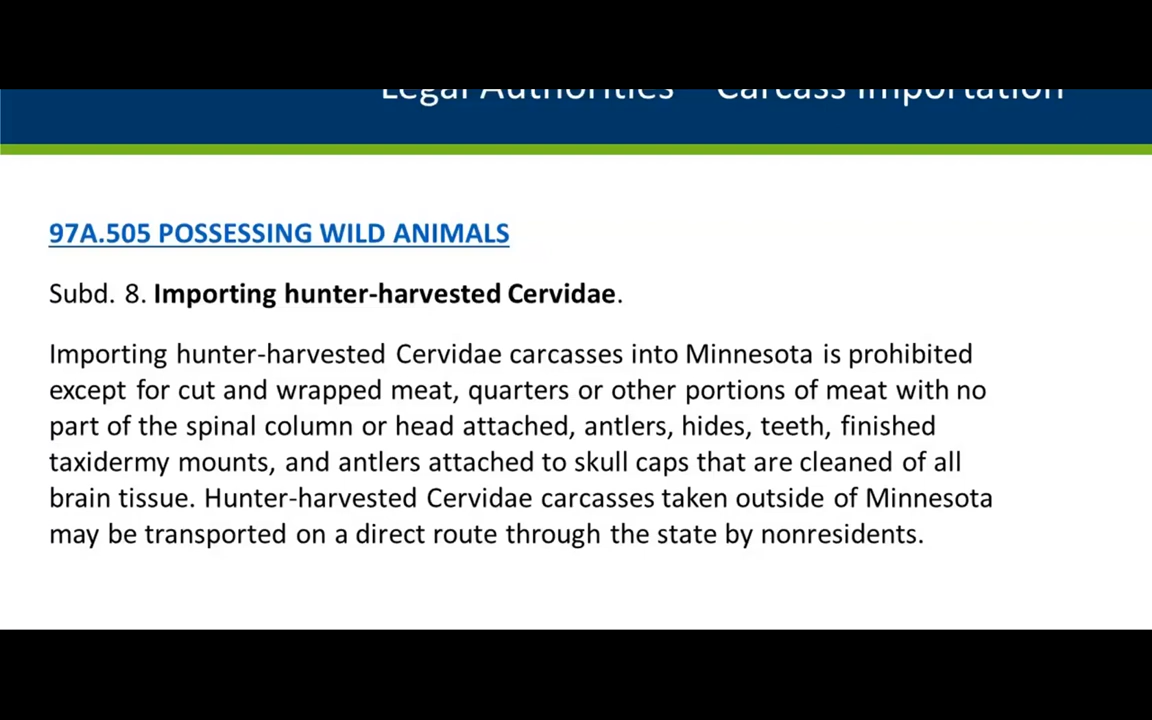 Legal Authorities – Carcass Importation
97A.505 POSSESSING WILD ANIMALS
Subd. 8. Importing hunter-harvested Cervidae.
Importing hunter-harvested Cervidae carcasses into Minnesota is prohibited
except for cut and wrapped meat, quarters or other portions of meat with no
part of the spinal column or head attached, antlers, hides, teeth, finished
taxidermy mounts, and antlers attached to skull caps that are cleaned of all
brain tissue. Hunter-harvested Cervidae carcasses taken outside of Minnesota
may be transported on a direct route through the state by nonresidents.